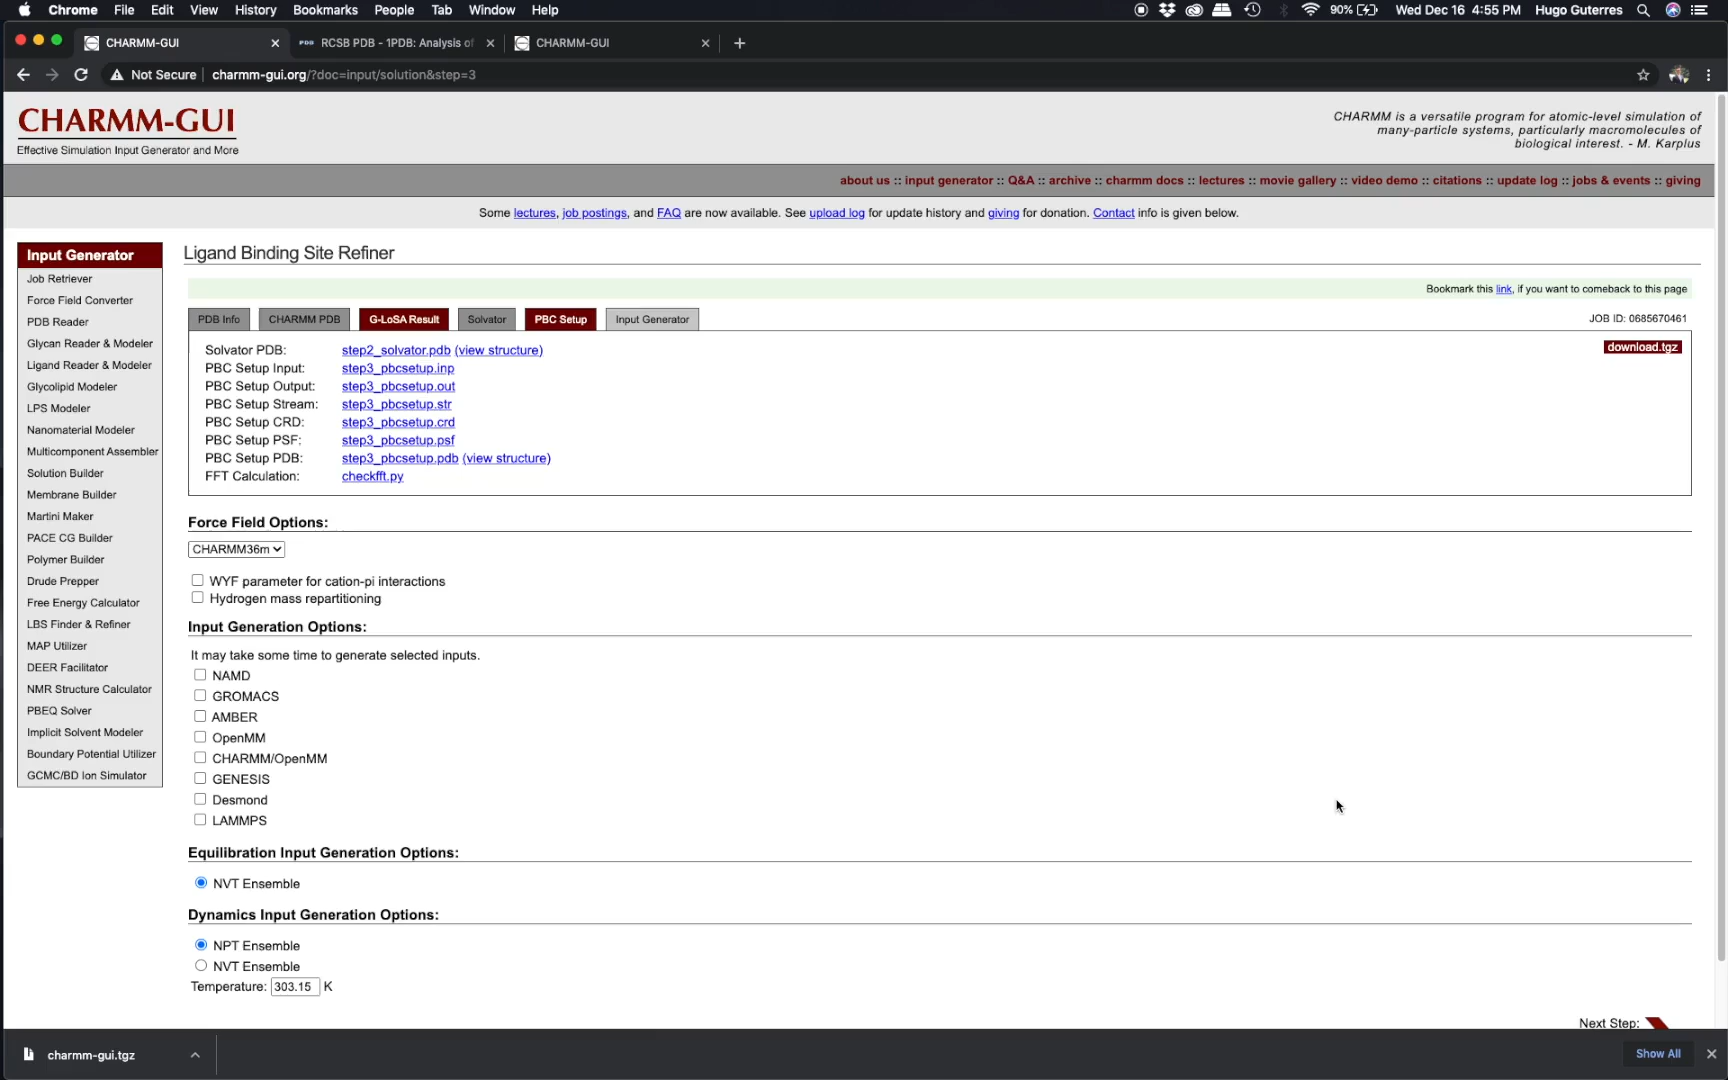 Chrome File Edit View History Bookmarks People Tab Window Help 90% Wed Dec 16 4:55 PM Hugo Guterres
CHARMM-GUI PDB RCSB PDB - 1PDB: Analysis of CHARMM-GUI
Not Secure charmm-gui.org/?doc=input/solution&step=3
CHARMM-GUI
Effective Simulation Input Generator and More
CHARMM is a versatile program for atomic-level simulation of
many-particle systems, particularly macromolecules of
biological interest. - M. Karplus
about us :: input generator :: Q&A :: archive :: charmm docs :: lectures :: movie gallery :: video demo :: citations :: update log :: jobs & events :: giving
Some lectures, job postings, and FAQ are now available. See upload log for update history and giving for donation. Contact info is given below.
Input Generator
Job Retriever
Force Field Converter
PDB Reader
Glycan Reader & Modeler
Ligand Reader & Modeler
Glycolipid Modeler
LPS Modeler
Nanomaterial Modeler
Multicomponent Assembler
Solution Builder
Membrane Builder
Martini Maker
PACE CG Builder
Polymer Builder
Drude Prepper
Free Energy Calculator
LBS Finder & Refiner
MAP Utilizer
DEER Facilitator
NMR Structure Calculator
PBEQ Solver
Implicit Solvent Modeler
Boundary Potential Utilizer
GCMC/BD Ion Simulator
Ligand Binding Site Refiner
Bookmark this link, if you want to comeback to this page
PDB Info CHARMM PDB G-LoSA Result Solvator PBC Setup Input Generator JOB ID: 0685670461
download.tgz
Solvator PDB: step2_solvator.pdb (view structure)
PBC Setup Input: step3_pbcsetup.inp
PBC Setup Output: step3_pbcsetup.out
PBC Setup Stream: step3_pbcsetup.str
PBC Setup CRD: step3_pbcsetup.crd
PBC Setup PSF: step3_pbcsetup.psf
PBC Setup PDB: step3_pbcsetup.pdb (view structure)
FFT Calculation: checkfft.py
Force Field Options:
CHARMM36m
WYF parameter for cation-pi interactions
Hydrogen mass repartitioning
Input Generation Options:
It may take some time to generate selected inputs.
NAMD
GROMACS
AMBER
OpenMM
CHARMM/OpenMM
GENESIS
Desmond
LAMMPS
Equilibration Input Generation Options:
NVT Ensemble
Dynamics Input Generation Options:
NPT Ensemble
NVT Ensemble
Temperature: 303.15 K
Next Step:
charmm-gui.tgz
Show All